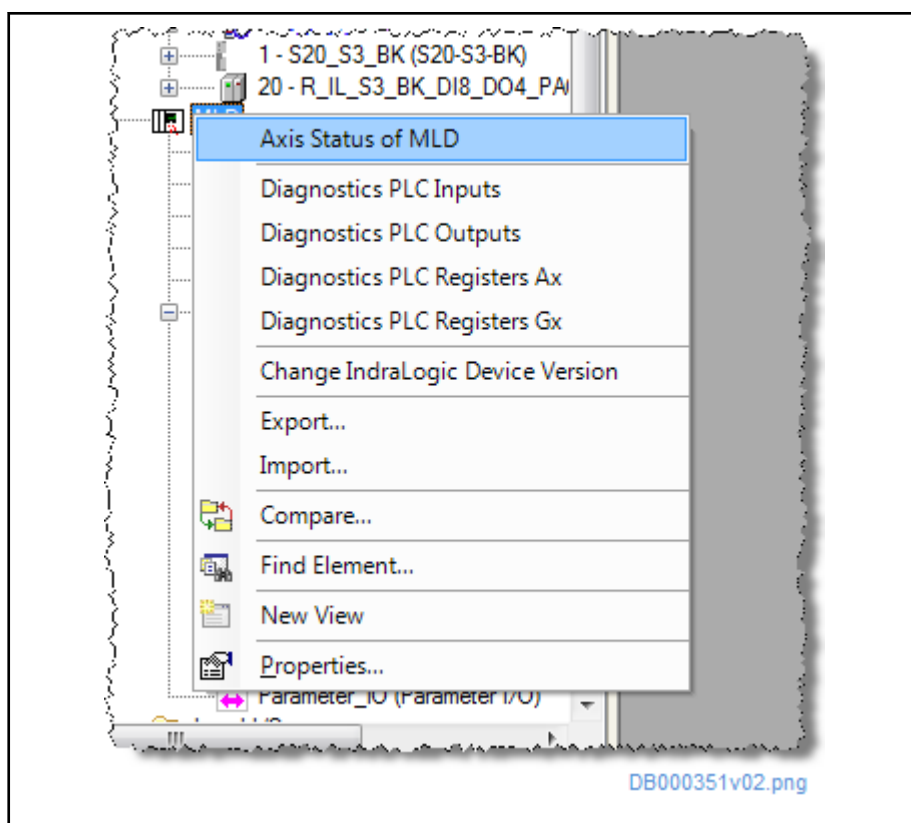 1 - S20_S3_BK (S20-S3-BK)
20 - R_IL_S3_BK_DI8_DO4_PA(
MLD
Axis Status of MLD
Diagnostics PLC Inputs
Diagnostics PLC Outputs
Diagnostics PLC Registers Ax
Diagnostics PLC Registers Gx
Change IndraLogic Device Version
Export...
Import...
Compare...
Find Element...
New View
Properties...
Parameter_IO (Parameter I/O)
DB000351v02.png